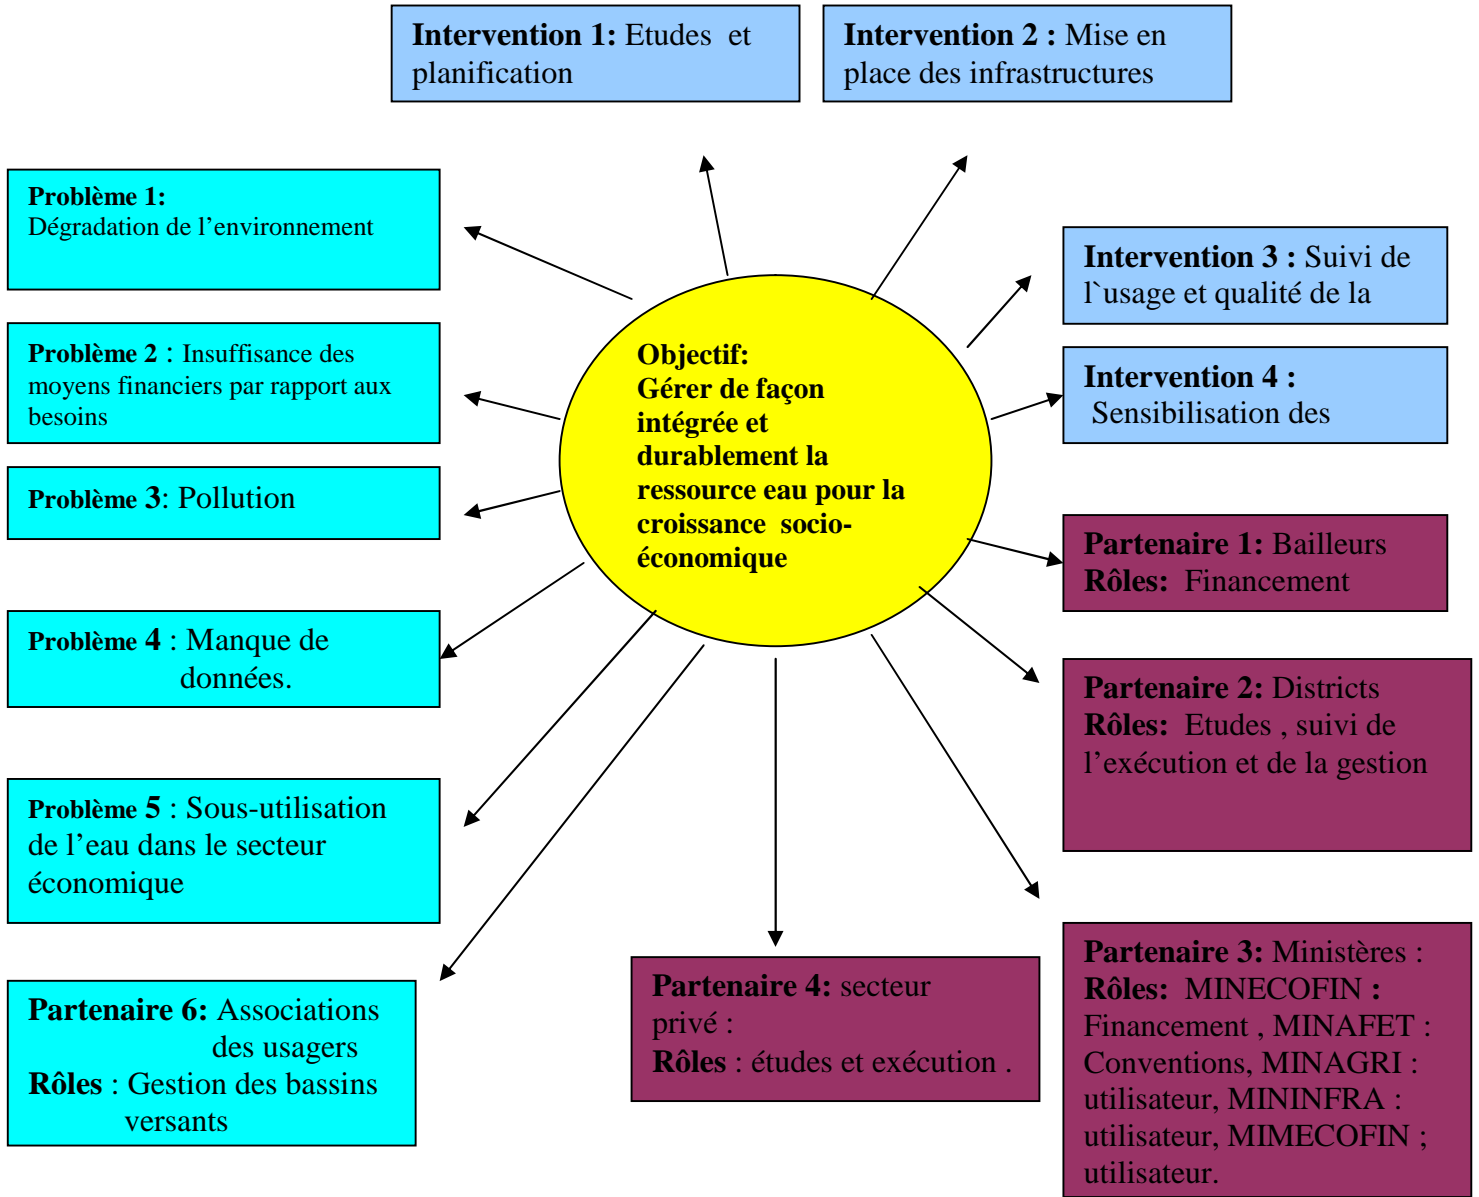 Intervention 1: Etudes et
planification
Intervention 2 : Mise en
place des infrastructures
Problème 1:
Dégradation de l’environnement
Problème 2 : Insuffisance des
moyens financiers par rapport aux
besoins
Problème 3: Pollution
Problème 4 : Manque de
données.
Problème 5 : Sous-utilisation
de l’eau dans le secteur
économique
Partenaire 6: Associations
des usagers
Rôles : Gestion des bassins
versants
Objectif:
Gérer de façon
intégrée et
durablement la
ressource eau pour la
croissance socio-
économique
Intervention 3 : Suivi de
l`usage et qualité de la
Intervention 4 :
Sensibilisation des
Partenaire 1: Bailleurs
Rôles: Financement
Partenaire 2: Districts
Rôles: Etudes , suivi de
l’exécution et de la gestion
Partenaire 4: secteur
privé :
Rôles : études et exécution .
Partenaire 3: Ministères :
Rôles: MINECOFIN :
Financement , MINAFET :
Conventions, MINAGRI :
utilisateur, MININFRA :
utilisateur, MIMECOFIN ;
utilisateur.